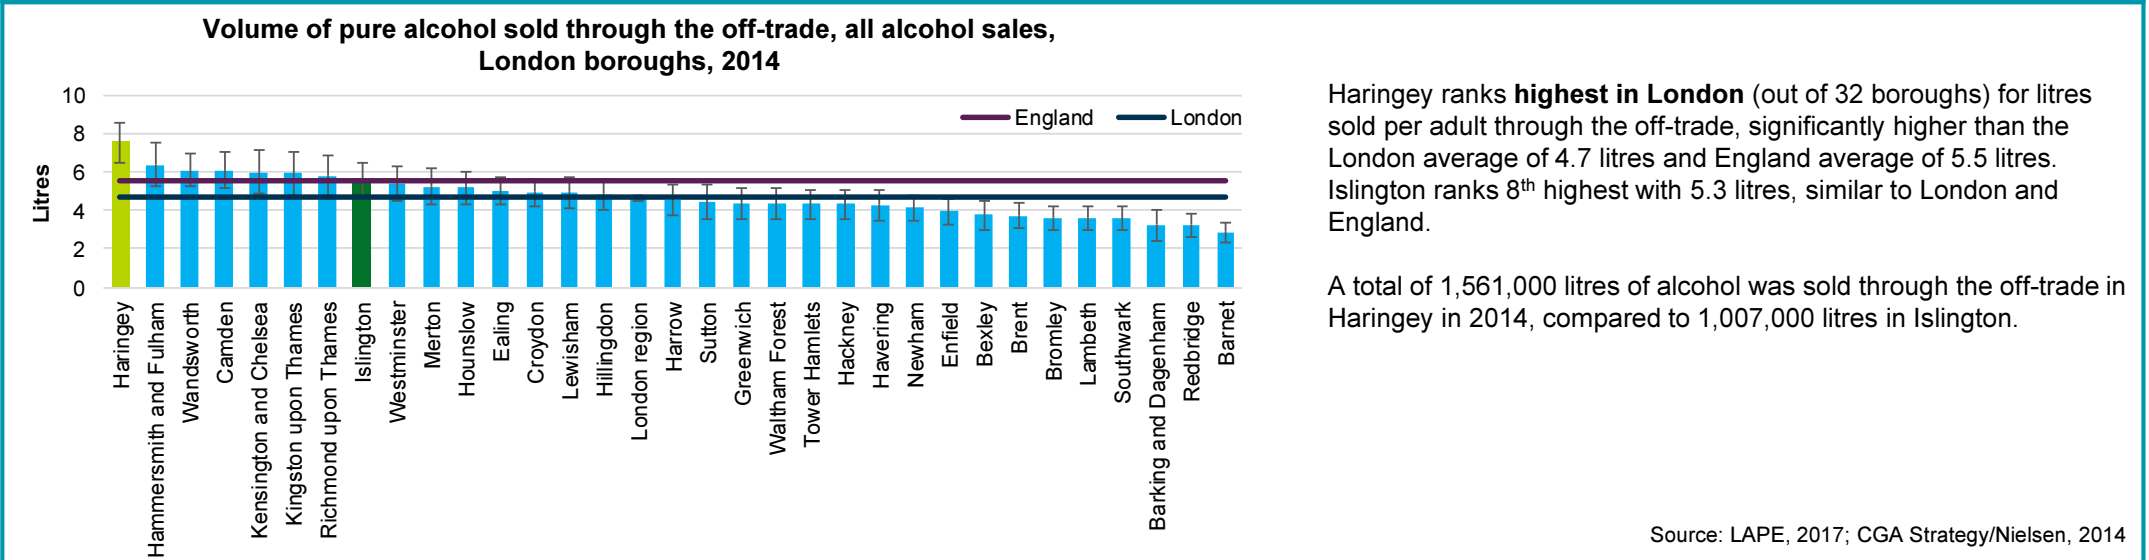 Volume of pure alcohol sold through the off-trade, all alcohol sales,
London boroughs, 2014
10
8
6
4
2
0
Litres
England
London
Haringey
Hammersmith and Fulham
Wandsworth
Camden
Kensington and Chelsea
Kingston upon Thames
Richmond upon Thames
Islington
Westminster
Merton
Hounslow
Ealing
Croydon
Lewisham
Hillingdon
London region
Harrow
Sutton
Greenwich
Waltham Forest
Tower Hamlets
Hackney
Havering
Newham
Enfield
Bexley
Brent
Bromley
Lambeth
Southwark
Barking and Dagenham
Redbridge
Barnet
Haringey ranks highest in London (out of 32 boroughs) for litres
sold per adult through the off-trade, significantly higher than the
London average of 4.7 litres and England average of 5.5 litres.
Islington ranks 8th highest with 5.3 litres, similar to London and
England.
A total of 1,561,000 litres of alcohol was sold through the off-trade in
Haringey in 2014, compared to 1,007,000 litres in Islington.
Source: LAPE, 2017; CGA Strategy/Nielsen, 2014